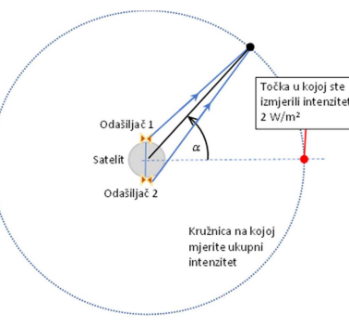 Točka u kojoj ste
izmjerili intenzitet
2 W/m²
Odašiljač 1
α
Satelit
Odašiljač 2
Kružnica na kojoj
mjerite ukupni
intenzitet